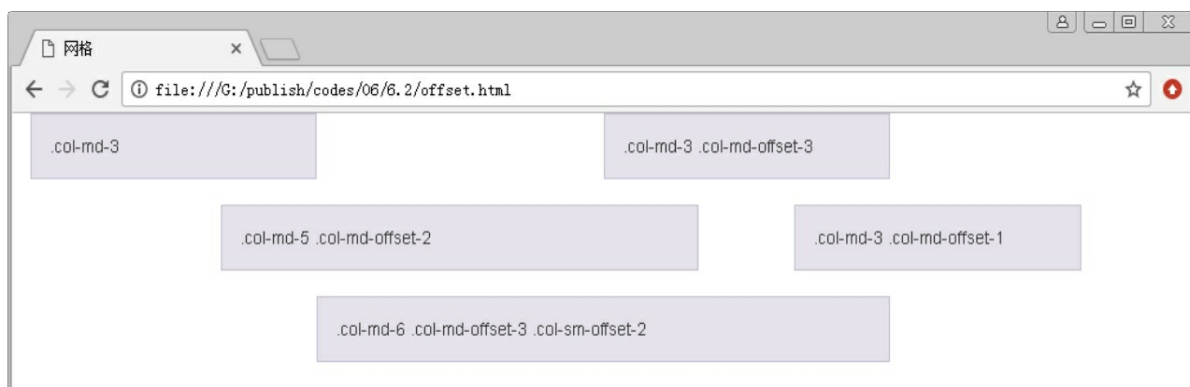 网格
file:///G:/publish/codes/06/6.2/offset.html
.col-md-3 .col-md-3 .col-md-offset-3
.col-md-5 .col-md-offset-2 .col-md-3 .col-md-offset-1
.col-md-6 .col-md-offset-3 .col-sm-offset-2